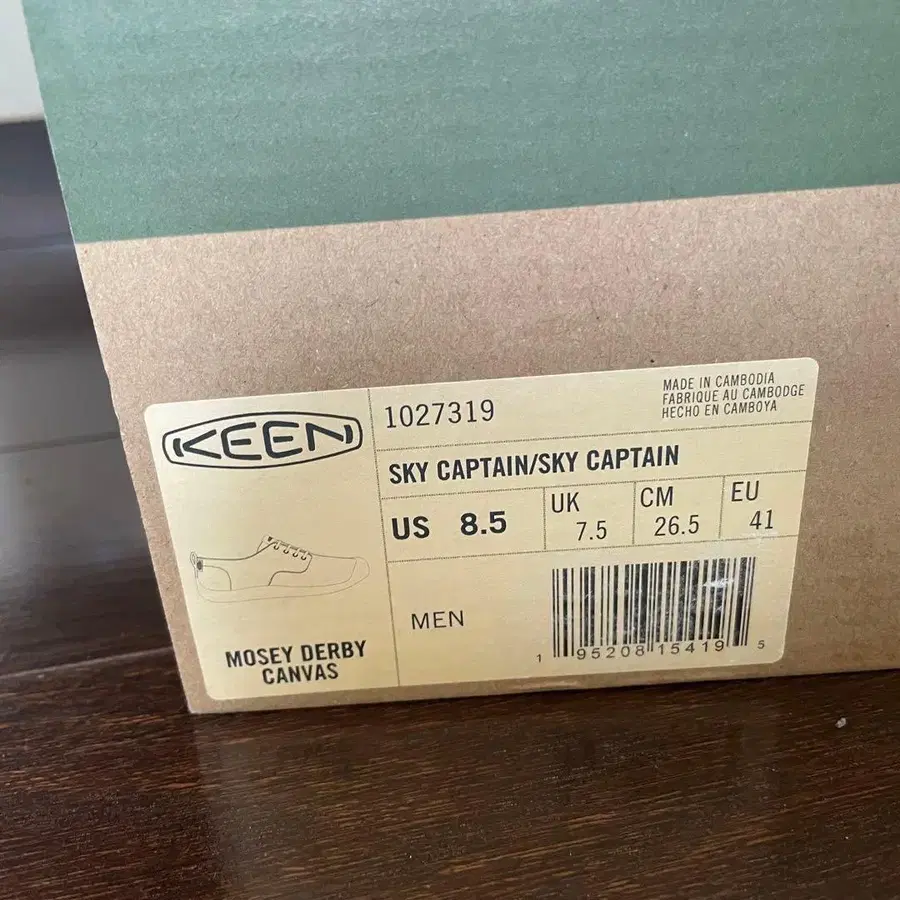 KEEN
1027319
MADE IN CAMBODIA
FABRIQUE AU CAMBODGE
HECHO EN CAMBOYA
SKY CAPTAIN/SKY CAPTAIN
US 8.5
UK
7.5
CM
26.5
EU
41
MEN
MOSEY DERBY
CANVAS
1 95208 15419 5